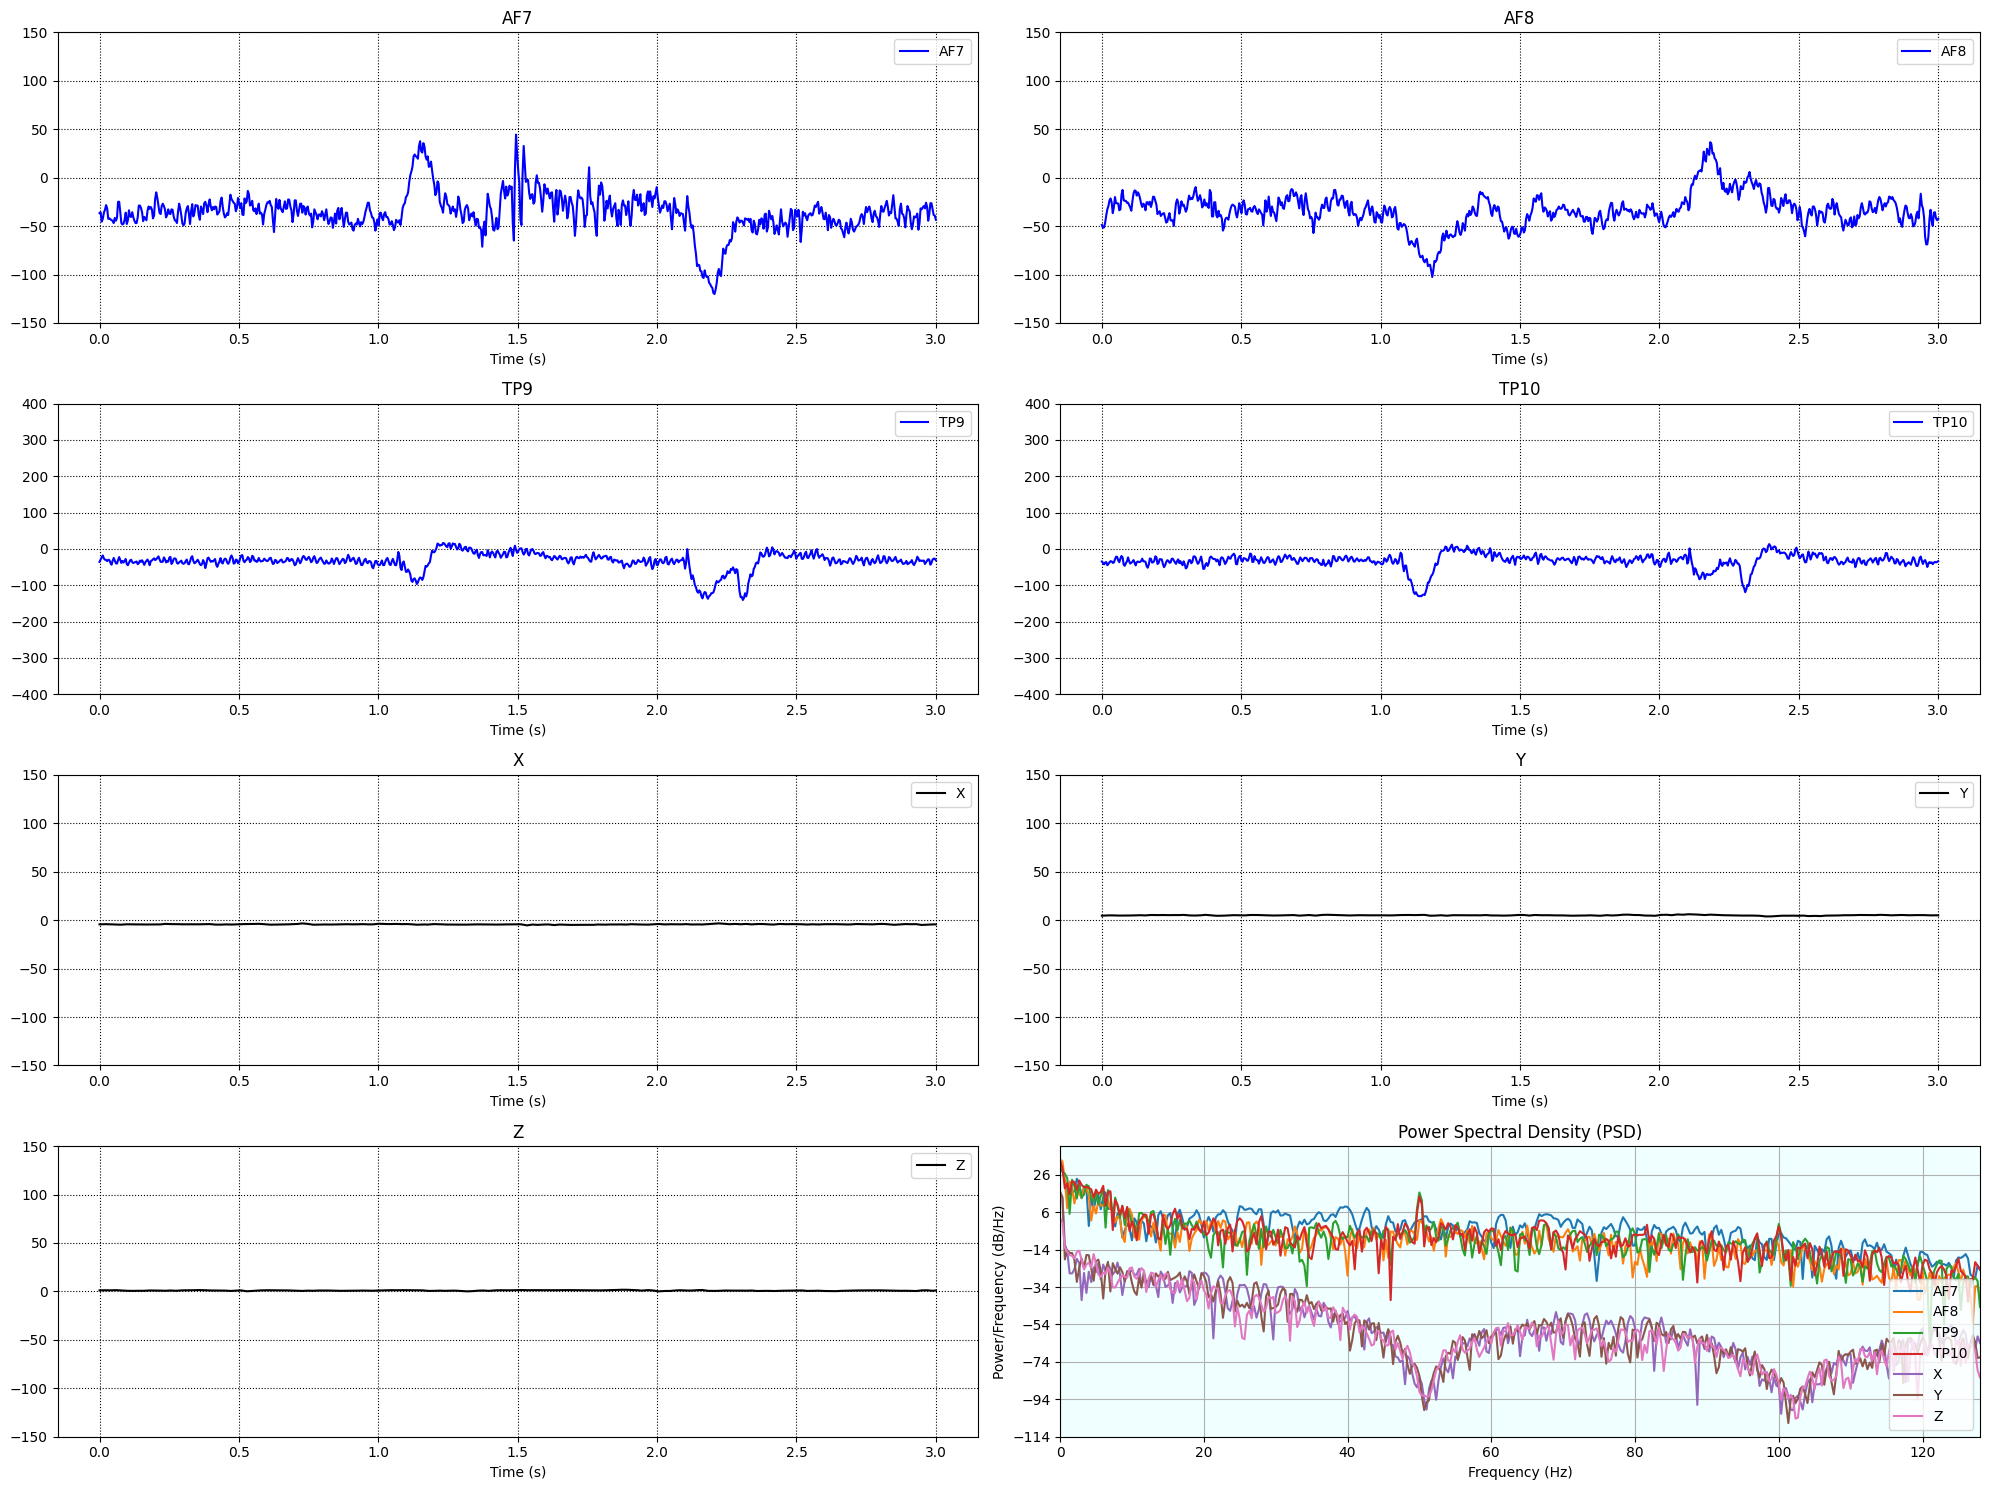 AF7
150
100
50
0
−50
−100
−150
0.0 0.5 1.0 1.5 2.0 2.5 3.0
Time (s)
AF7
AF8
150
100
50
0
−50
−100
−150
0.0 0.5 1.0 1.5 2.0 2.5 3.0
Time (s)
AF8
TP9
400
300
200
100
0
−100
−200
−300
−400
0.0 0.5 1.0 1.5 2.0 2.5 3.0
Time (s)
TP9
TP10
400
300
200
100
0
−100
−200
−300
−400
0.0 0.5 1.0 1.5 2.0 2.5 3.0
Time (s)
TP10
X
150
100
50
0
−50
−100
−150
0.0 0.5 1.0 1.5 2.0 2.5 3.0
Time (s)
X
Y
150
100
50
0
−50
−100
−150
0.0 0.5 1.0 1.5 2.0 2.5 3.0
Time (s)
Y
Z
150
100
50
0
−50
−100
−150
0.0 0.5 1.0 1.5 2.0 2.5 3.0
Time (s)
Z
Power Spectral Density (PSD)
Power/Frequency (dB/Hz)
26
6
−14
−34
−54
−74
−94
−114
0 20 40 60 80 100 120
Frequency (Hz)
AF7
AF8
TP9
TP10
X
Y
Z